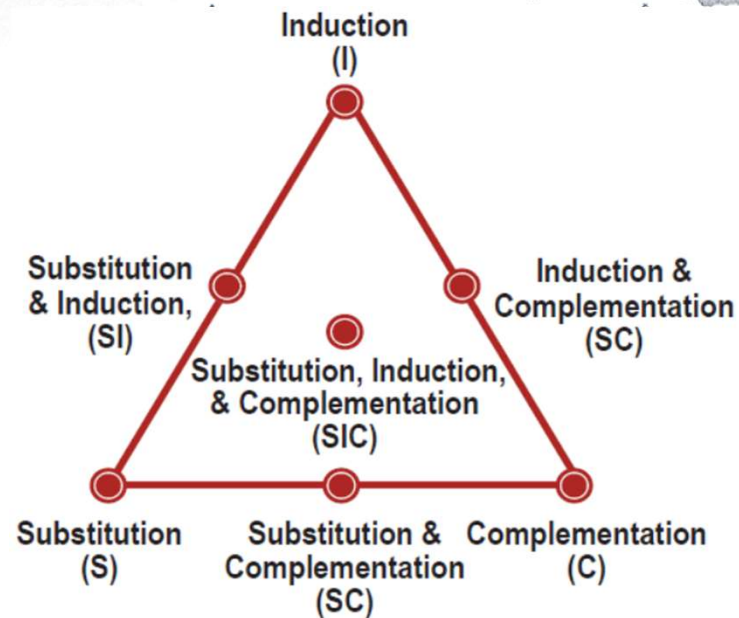 Induction
(I)
Substitution
& Induction,
(SI)
Induction &
Complementation
(SC)
Substitution, Induction,
& Complementation
(SIC)
Substitution
(S)
Substitution &
Complementation
(SC)
Complementation
(C)